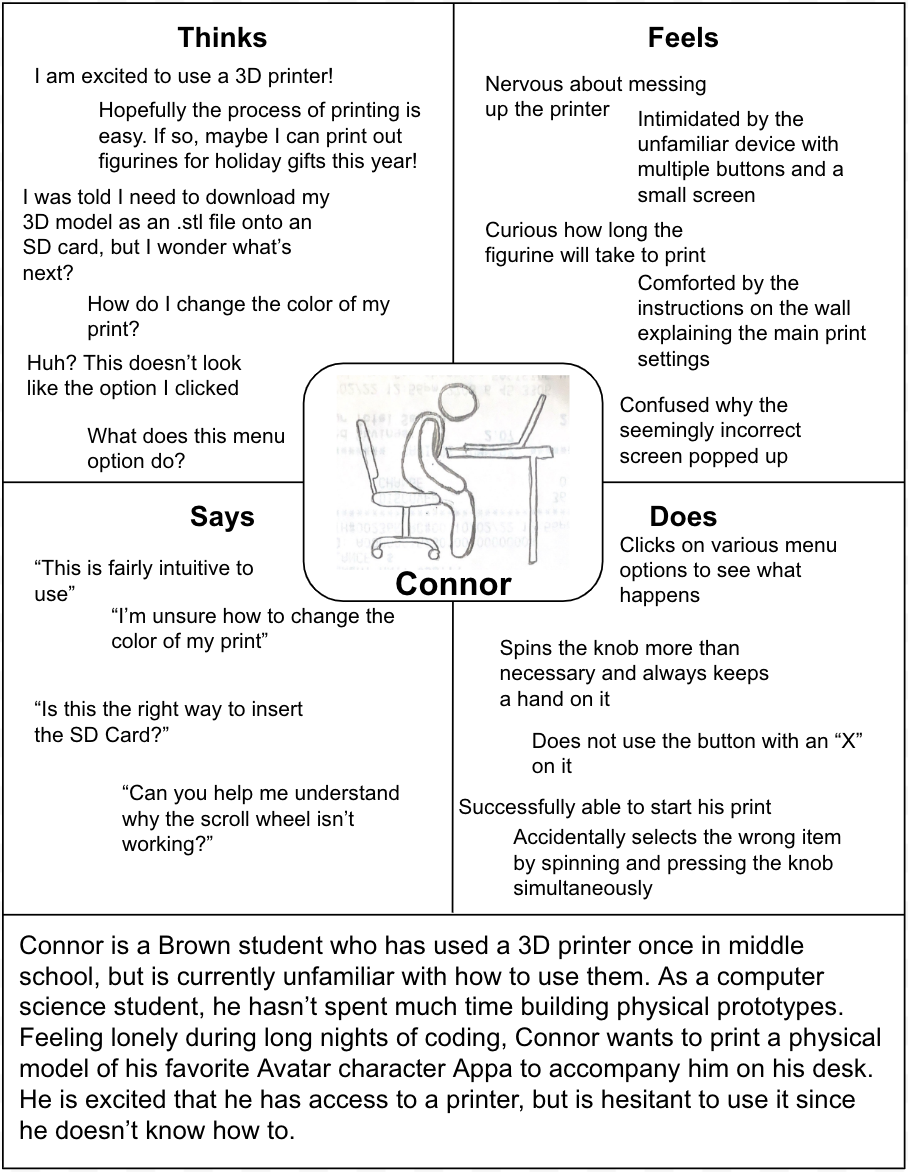 Thinks
I am excited to use a 3D printer!
Hopefully the process of printing is
easy. If so, maybe I can print out
figurines for holiday gifts this year!
I was told I need to download my
3D model as an .stl file onto an
SD card, but I wonder what’s
next?
How do I change the color of my
print?
Huh? This doesn’t look
like the option I clicked
What does this menu
option do?
Feels
Nervous about messing
up the printer
Intimidated by the
unfamiliar device with
multiple buttons and a
small screen
Curious how long the
figurine will take to print
Comforted by the
instructions on the wall
explaining the main print
settings
Confused why the
seemingly incorrect
screen popped up
Connor
Says
“This is fairly intuitive to
use”
“I’m unsure how to change the
color of my print”
“Is this the right way to insert
the SD Card?”
“Can you help me understand
why the scroll wheel isn’t
working?”
Does
Clicks on various menu
options to see what
happens
Spins the knob more than
necessary and always keeps
a hand on it
Does not use the button with an “X”
on it
Successfully able to start his print
Accidentally selects the wrong item
by spinning and pressing the knob
simultaneously
Connor is a Brown student who has used a 3D printer once in middle
school, but is currently unfamiliar with how to use them. As a computer
science student, he hasn’t spent much time building physical prototypes.
Feeling lonely during long nights of coding, Connor wants to print a physical
model of his favorite Avatar character Appa to accompany him on his desk.
He is excited that he has access to a printer, but is hesitant to use it since
he doesn’t know how to.